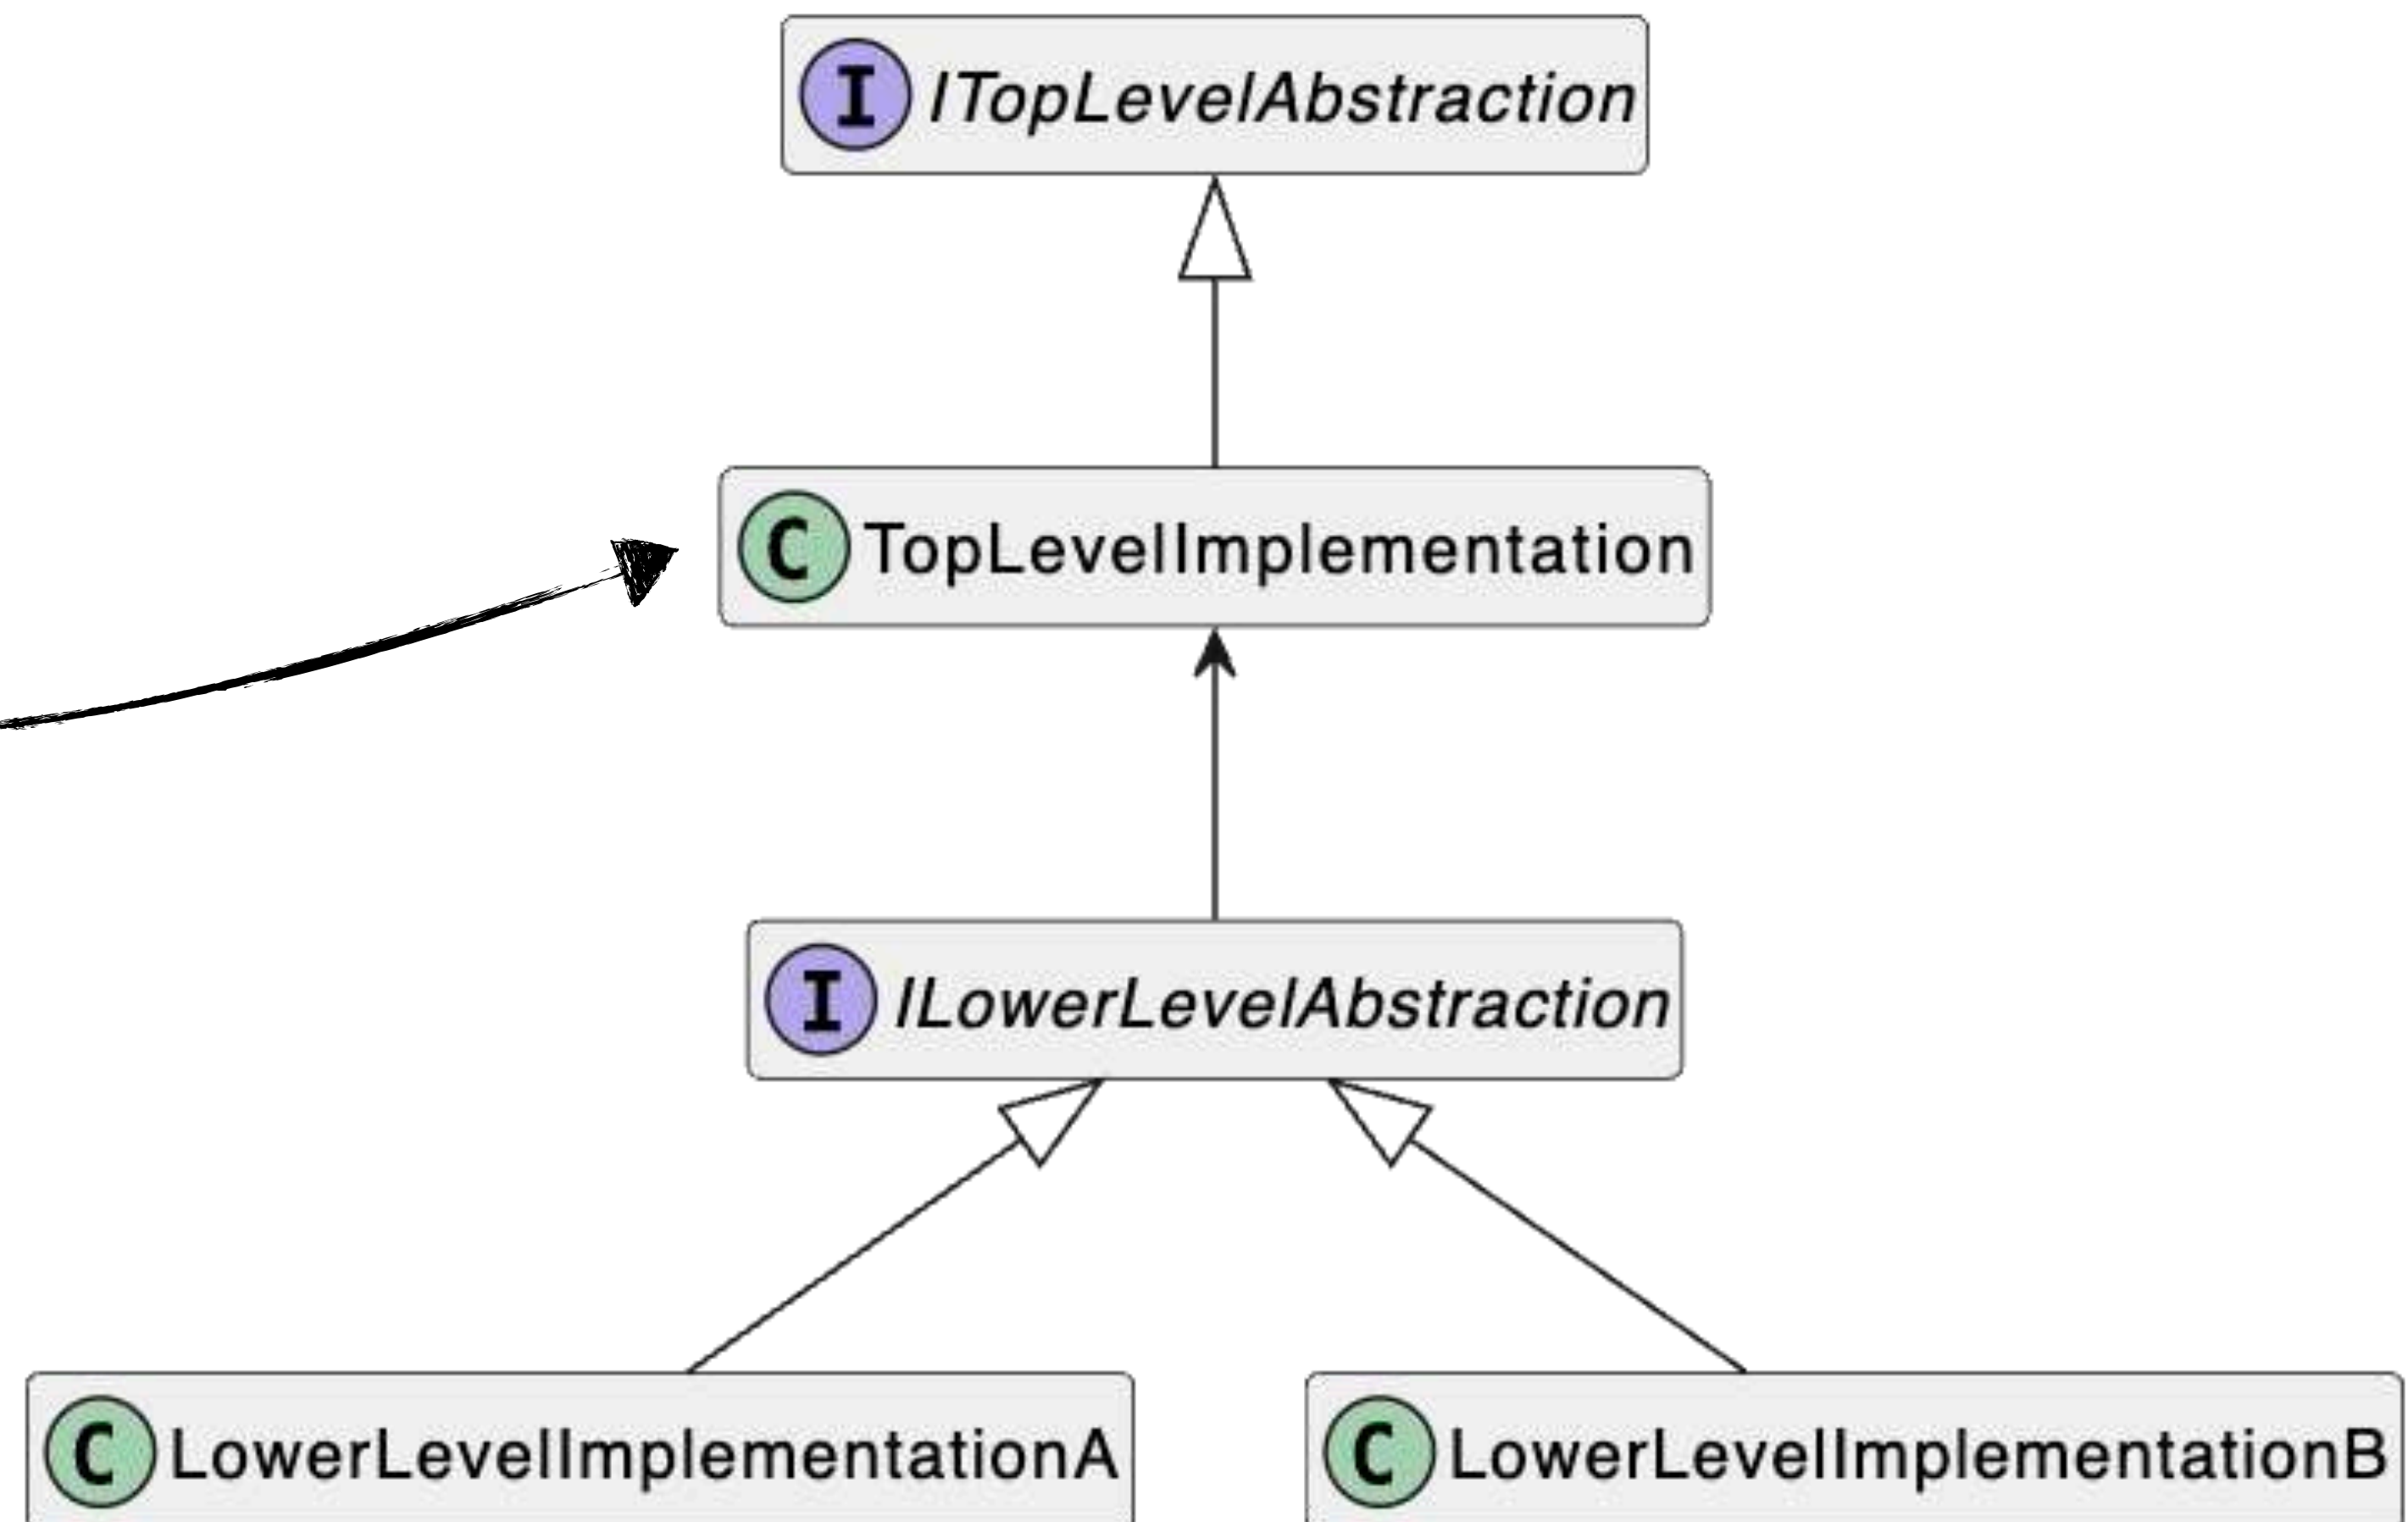 I ITopLevelAbstraction
C TopLevelImplementation
I ILowerLevelAbstraction
C LowerLevelImplementationA
C LowerLevelImplementationB